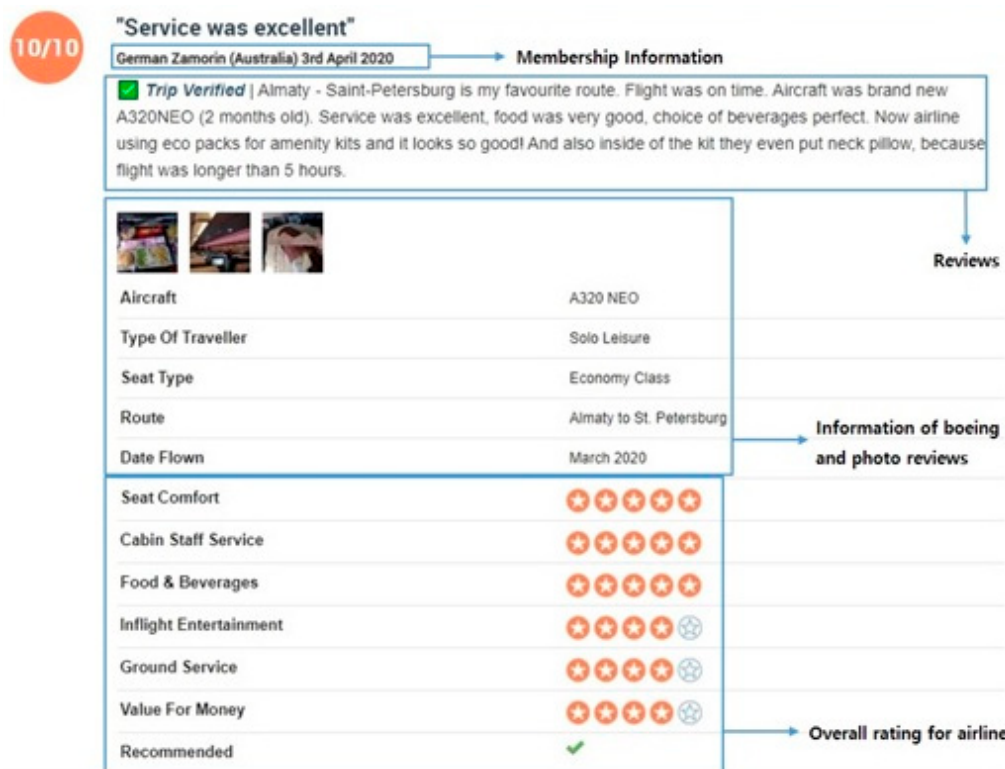 10/10
"Service was excellent"
German Zamorin (Australia) 3rd April 2020
Membership Information
Trip Verified | Almaty - Saint-Petersburg is my favourite route. Flight was on time. Aircraft was brand new
A320NEO (2 months old). Service was excellent, food was very good, choice of beverages perfect. Now airline
using eco packs for amenity kits and it looks so good! And also inside of the kit they even put neck pillow, because
flight was longer than 5 hours.
Reviews
Aircraft A320 NEO
Type Of Traveller Solo Leisure
Seat Type Economy Class
Route Almaty to St. Petersburg
Information of boeing
and photo reviews
Date Flown March 2020
Seat Comfort
Cabin Staff Service
Food & Beverages
Inflight Entertainment
Ground Service
Value For Money
Overall rating for airline
Recommended